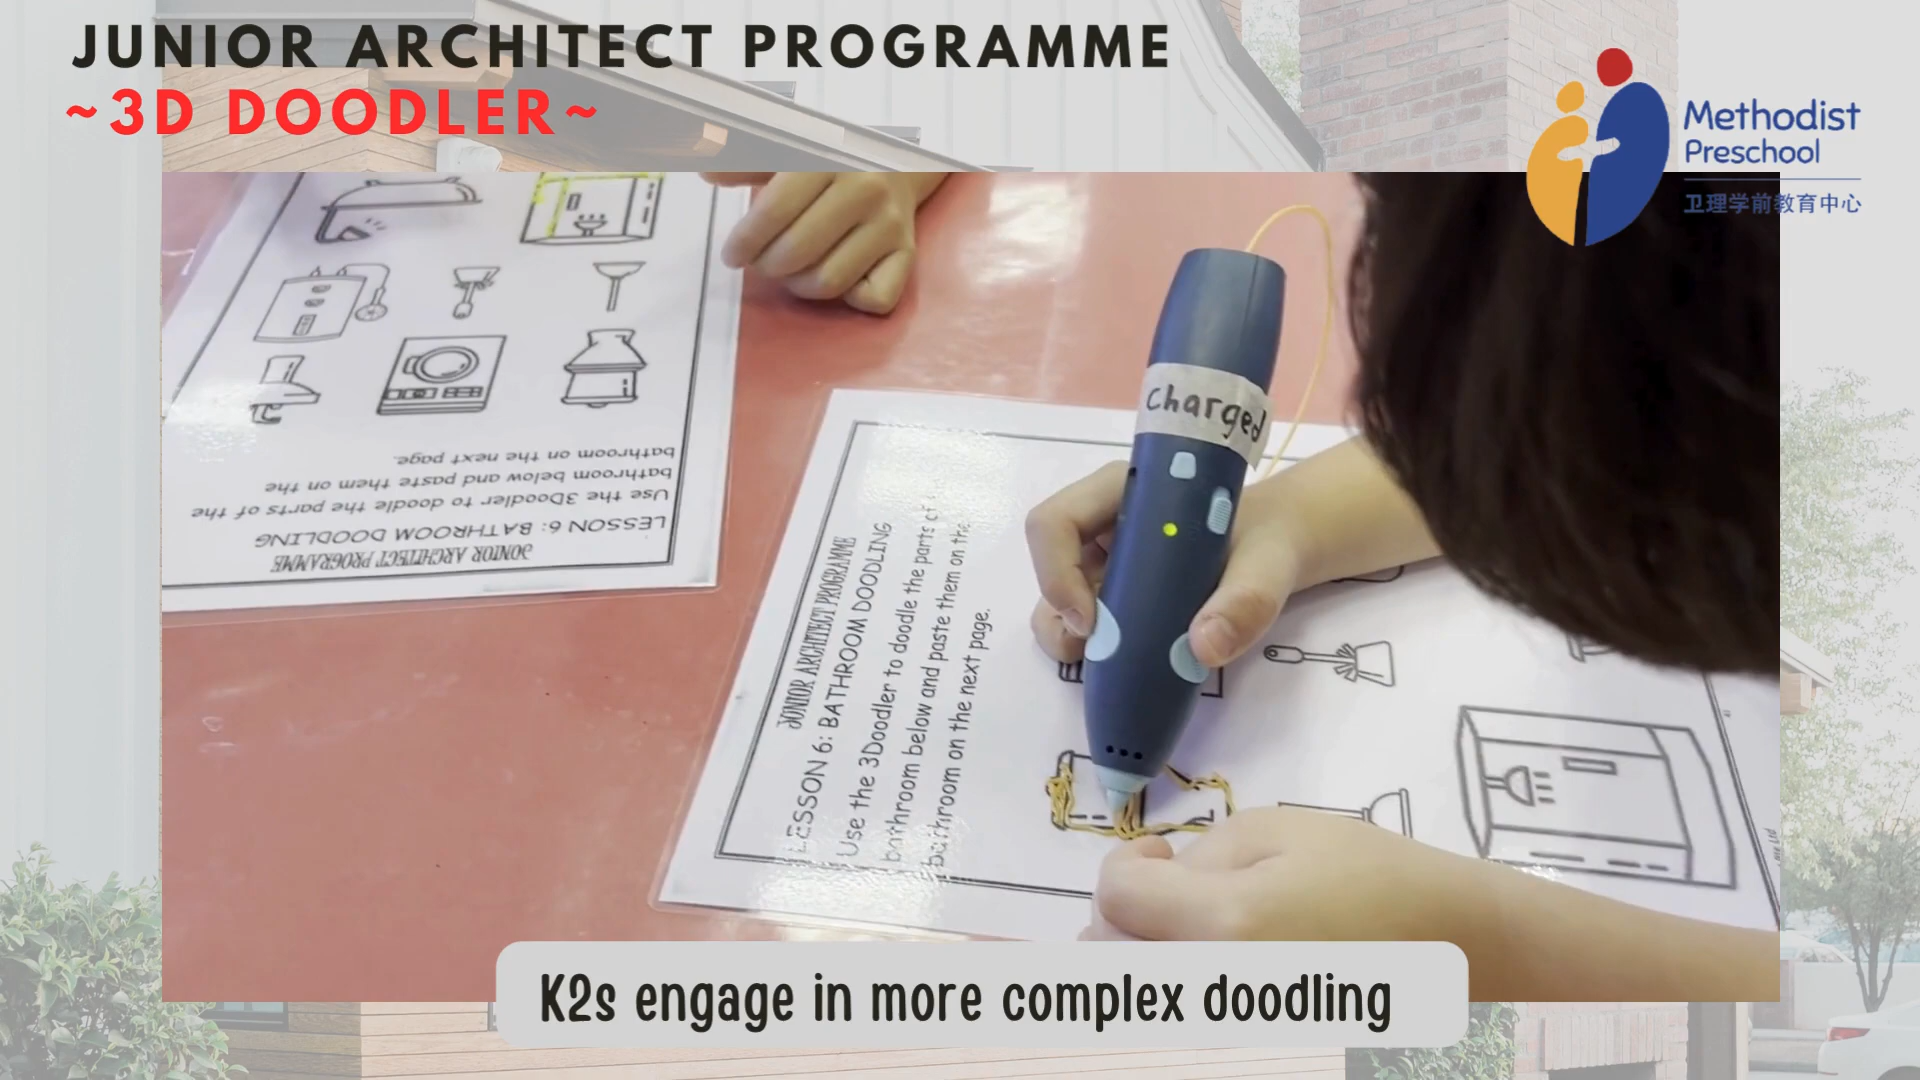 JUNIOR ARCHITECT PROGRAMME
~3D DOODLER~
Methodist
Preschool
卫理学前教育中心
JUNIOR ARCHITECT PROGRAMME
LESSON 6: BATHROOM DOODLING
Use the 3Doodler to doodle the parts of the
bathroom below and paste them on the
bathroom on the next page.
Charged
JUNIOR ARCHITECT PROGRAMME
LESSON 6: BATHROOM DOODLING
Use the 3Doodler to doodle the parts of
bathroom below and paste them on the
bathroom on the next page.
K2s engage in more complex doodling